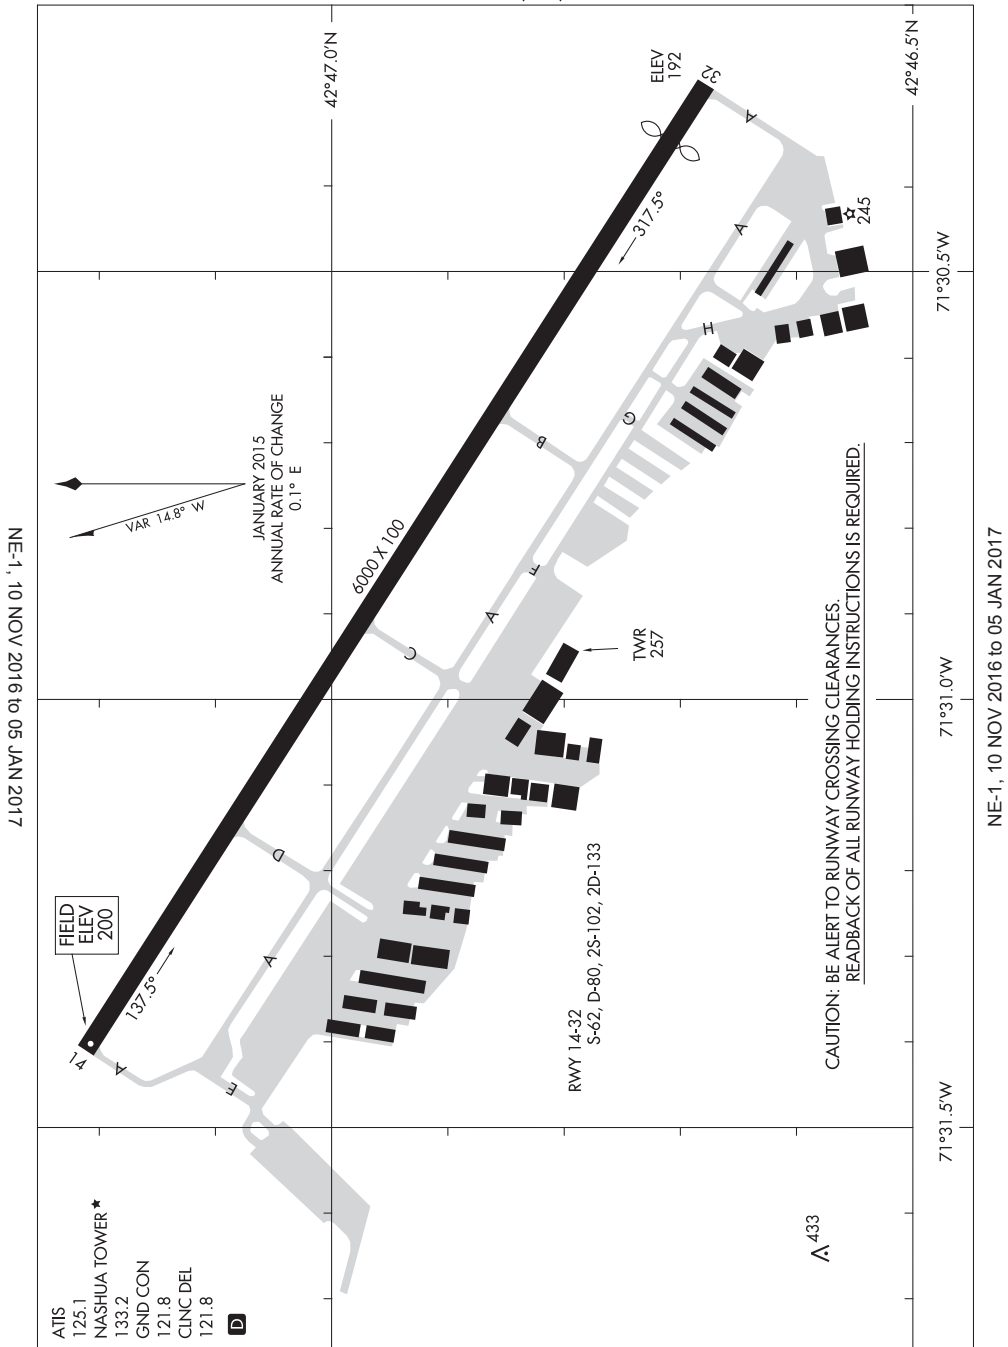 ATIS
125.1
NASHUA TOWER ★
133.2
GND CON
121.8
CLNC DEL
121.8
D
FIELD
ELEV
200
14
137.5°
A
E
A
D
C
A
F
B
G
H
A
A
6000 X 100
317.5°
32
ELEV
192
VAR 14.8° W
JANUARY 2015
ANNUAL RATE OF CHANGE
0.1° E
42°47.0'N
42°46.5'N
71°30.5'W
71°31.0'W
71°31.5'W
245
TWR
257
433
RWY 14-32
S-62, D-80, 2S-102, 2D-133
CAUTION: BE ALERT TO RUNWAY CROSSING CLEARANCES.
READBACK OF ALL RUNWAY HOLDING INSTRUCTIONS IS REQUIRED.
NE-1, 10 NOV 2016 to 05 JAN 2017
NE-1, 10 NOV 2016 to 05 JAN 2017